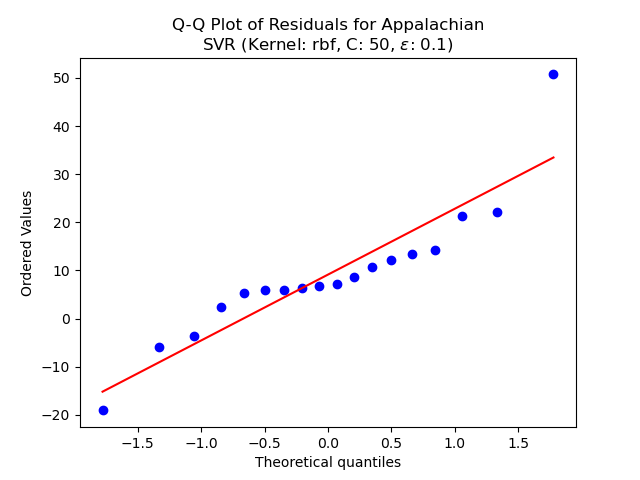 Q-Q Plot of Residuals for Appalachian
SVR (Kernel: rbf, C: 50, ε: 0.1)
Ordered Values
50
40
30
20
10
0
−10
−20
−1.5 −1.0 −0.5 0.0 0.5 1.0 1.5
Theoretical quantiles